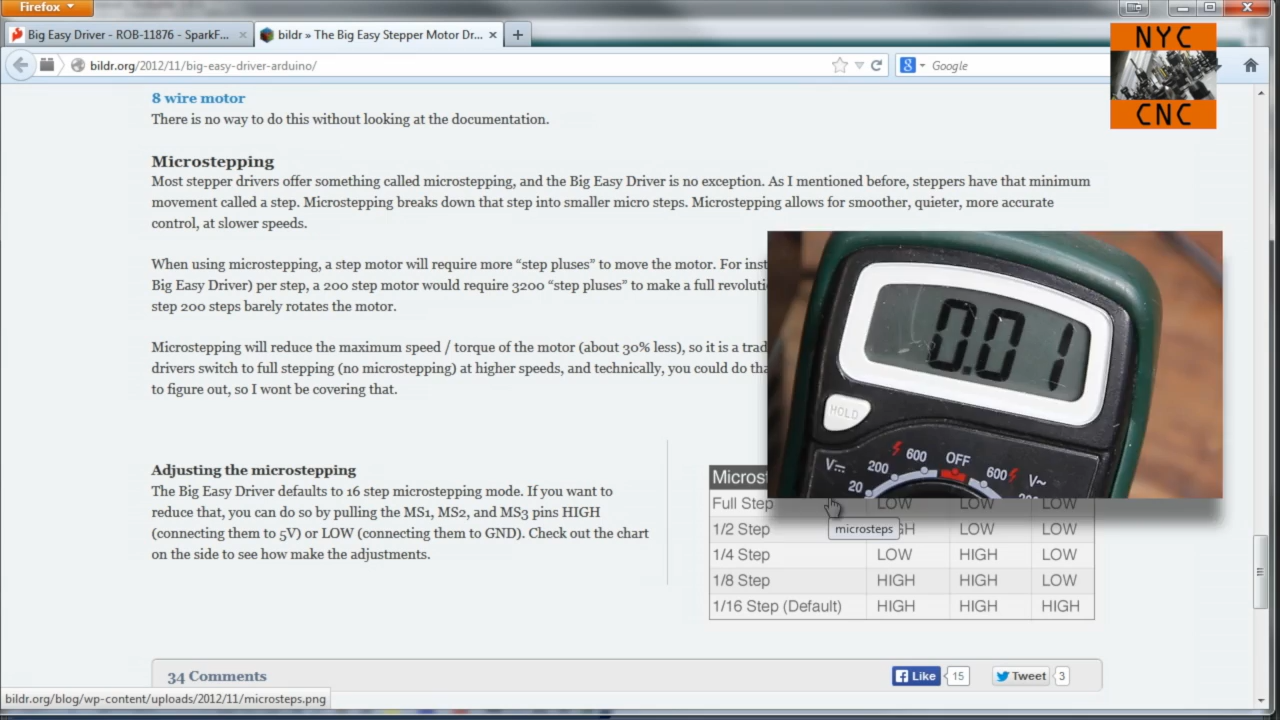 Firefox
Big Easy Driver - ROB-11876 - SparkF...
bildr » The Big Easy Stepper Motor Dr...
bildr.org/2012/11/big-easy-driver-arduino/
Google
NYC
CNC
8 wire motor
There is no way to do this without looking at the documentation.
Microstepping
Most stepper drivers offer something called microstepping, and the Big Easy Driver is no exception. As I mentioned before, steppers have that minimum
movement called a step. Microstepping breaks down that step into smaller micro steps. Microstepping allows for smoother, quieter, more accurate
control, at slower speeds.
When using microstepping, a step motor will require more “step pluses” to move the motor. For inst
Big Easy Driver) per step, a 200 step motor would require 3200 “step pluses” to make a full revoluti
step 200 steps barely rotates the motor.
Microstepping will reduce the maximum speed / torque of the motor (about 30% less), so it is a trad
drivers switch to full stepping (no microstepping) at higher speeds, and technically, you could do tha
to figure out, so I wont be covering that.
0.01
HOLD
V 200 600 OFF 600 V~
20
Adjusting the microstepping
The Big Easy Driver defaults to 16 step microstepping mode. If you want to
reduce that, you can do so by pulling the MS1, MS2, and MS3 pins HIGH
(connecting them to 5V) or LOW (connecting them to GND). Check out the chart
on the side to see how make the adjustments.
Microst
Full Step LOW LOW
1/2 Step GH LOW LOW
microsteps
1/4 Step LOW HIGH LOW
1/8 Step HIGH HIGH LOW
1/16 Step (Default) HIGH HIGH HIGH
34 Comments
Like 15
Tweet 3
bildr.org/blog/wp-content/uploads/2012/11/microsteps.png